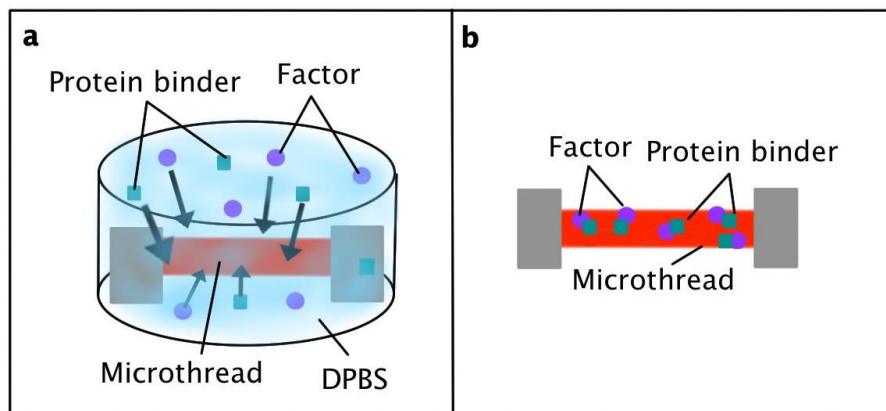 a
Protein binder
Factor
Microthread
DPBS
b
Factor
Protein binder
Microthread